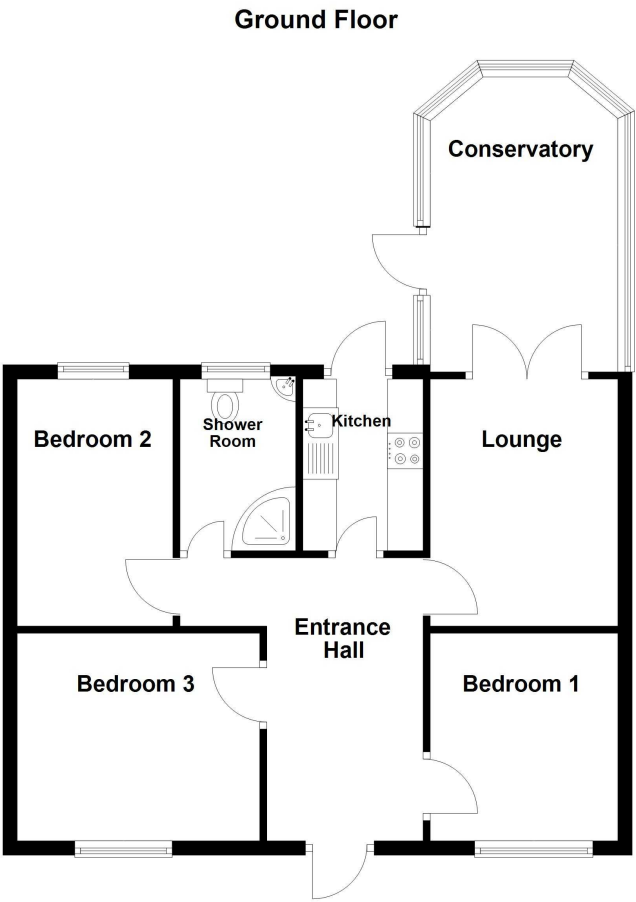 Ground Floor
Conservatory
Bedroom 2
Shower
Room
Kitchen
Lounge
Entrance
Hall
Bedroom 3
Bedroom 1